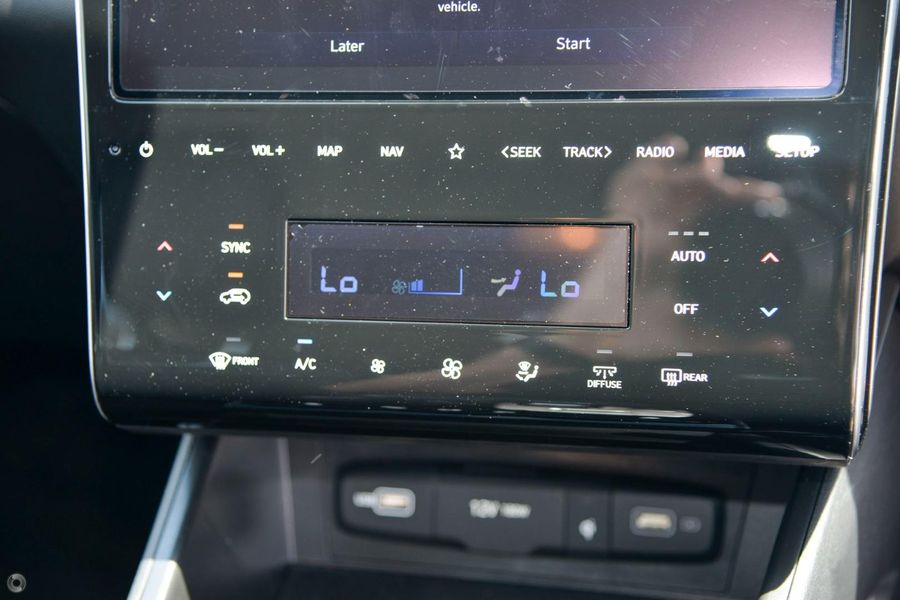 vehicle.
Later Start
VOL− VOL+ MAP NAV <SEEK TRACK> RADIO MEDIA SETUP
SYNC AUTO
Lo Lo
OFF
FRONT A/C DIFFUSE REAR
12V 180W